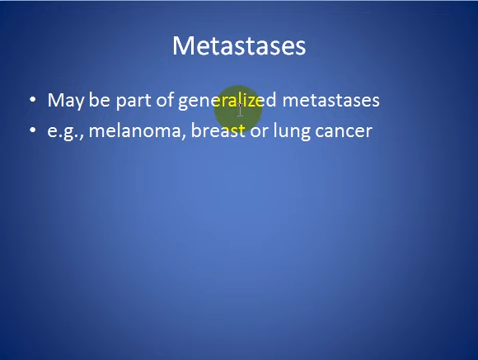 Metastases
• May be part of generalized metastases
• e.g., melanoma, breast or lung cancer